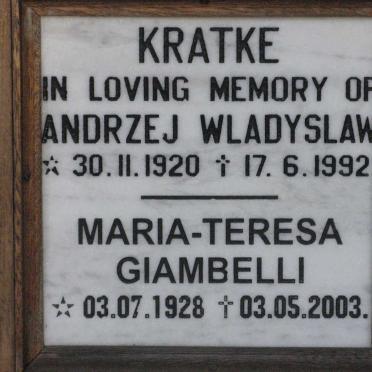 KRATKE
IN LOVING MEMORY OF
ANDRZEJ WLADYSLAW
☆ 30.11.1920 † 17. 6.1992
MARIA-TERESA
GIAMBELLI
☆ 03.07.1928 † 03.05.2003.